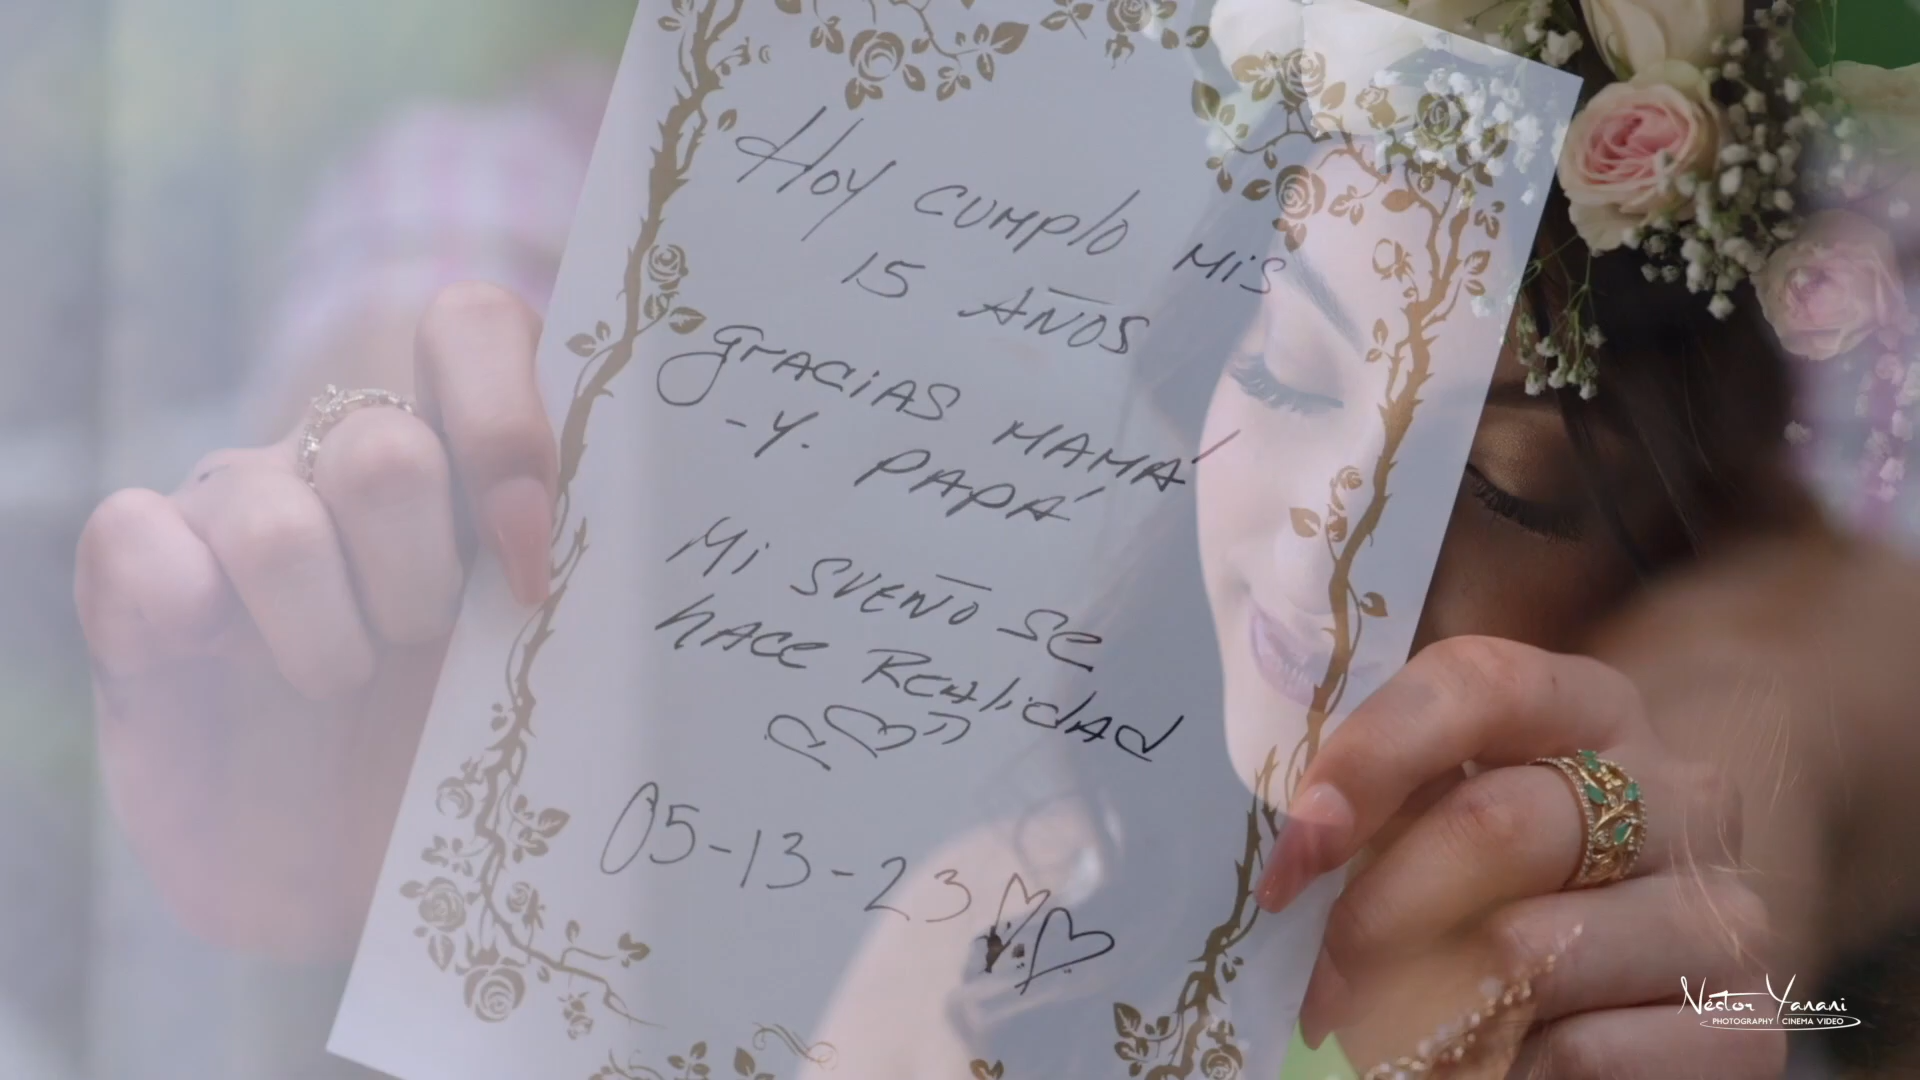 Hoy cumplo mis
15 AÑOS
gracias MAMÁ
-Y. PAPÁ
Mi sueño se
hace Realidad
05-13-23
Néstor Yanani
PHOTOGRAPHY CINEMA VIDEO